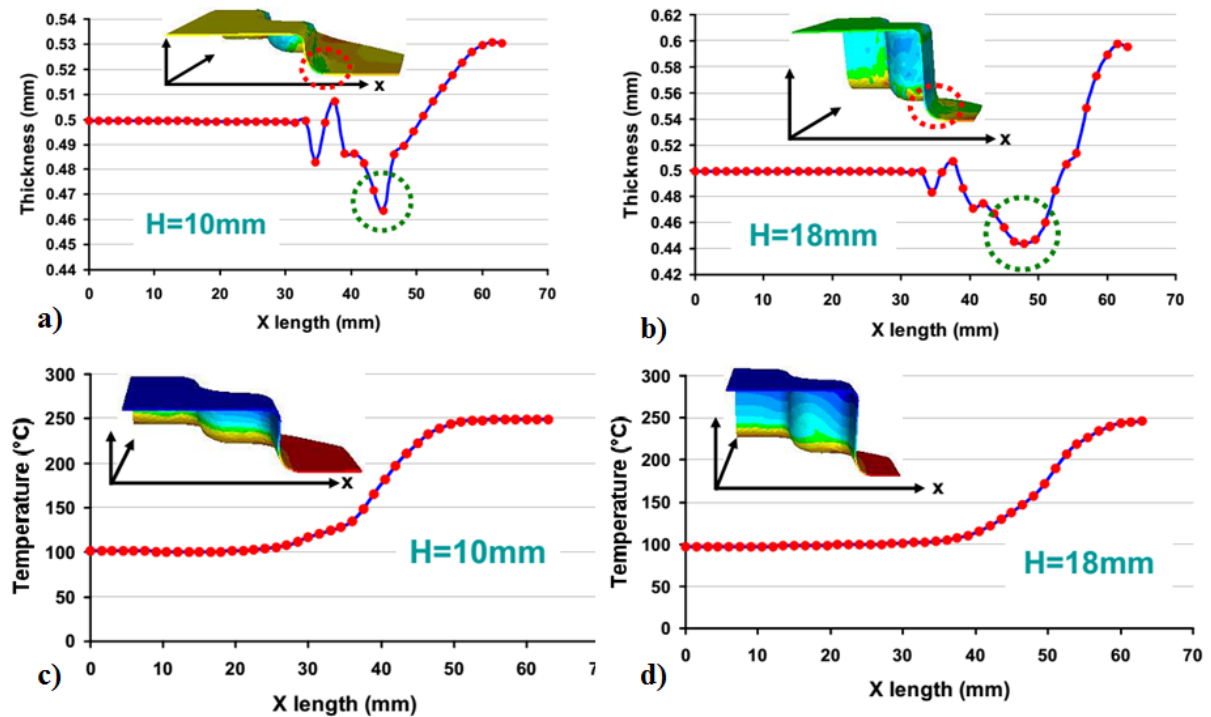 0.54
0.53
0.52
0.51
0.5
0.49
0.48
0.47
0.46
0.45
0.44
Thickness (mm)
x
H=10mm
0 10 20 30 40 50 60 70
X length (mm)
a)
0.62
0.6
0.58
0.56
0.54
0.52
0.5
0.48
0.46
0.44
0.42
Thickness (mm)
x
H=18mm
0 10 20 30 40 50 60 70
X length (mm)
b)
300
250
200
150
100
50
0
Temperature (°C)
x
H=10mm
0 10 20 30 40 50 60 7
X length (mm)
c)
300
250
200
150
100
50
0
Temperature (°C)
x
H=18mm
0 10 20 30 40 50 60 70
X length (mm)
d)